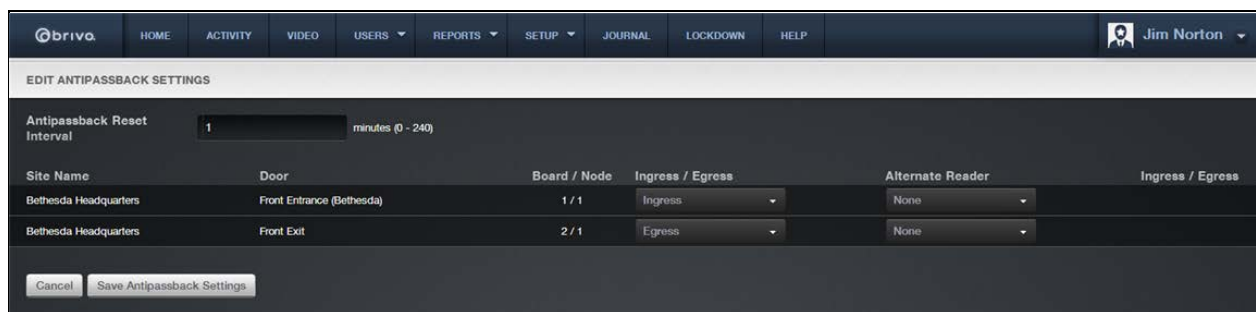 brivo. HOME ACTIVITY VIDEO USERS REPORTS SETUP JOURNAL LOCKDOWN HELP Jim Norton
EDIT ANTIPASSBACK SETTINGS
Antipassback Reset Interval 1 minutes (0 - 240)
Site Name Door Board / Node Ingress / Egress Alternate Reader Ingress / Egress
Bethesda Headquarters Front Entrance (Bethesda) 1 / 1 Ingress None
Bethesda Headquarters Front Exit 2 / 1 Egress None
Cancel Save Antipassback Settings